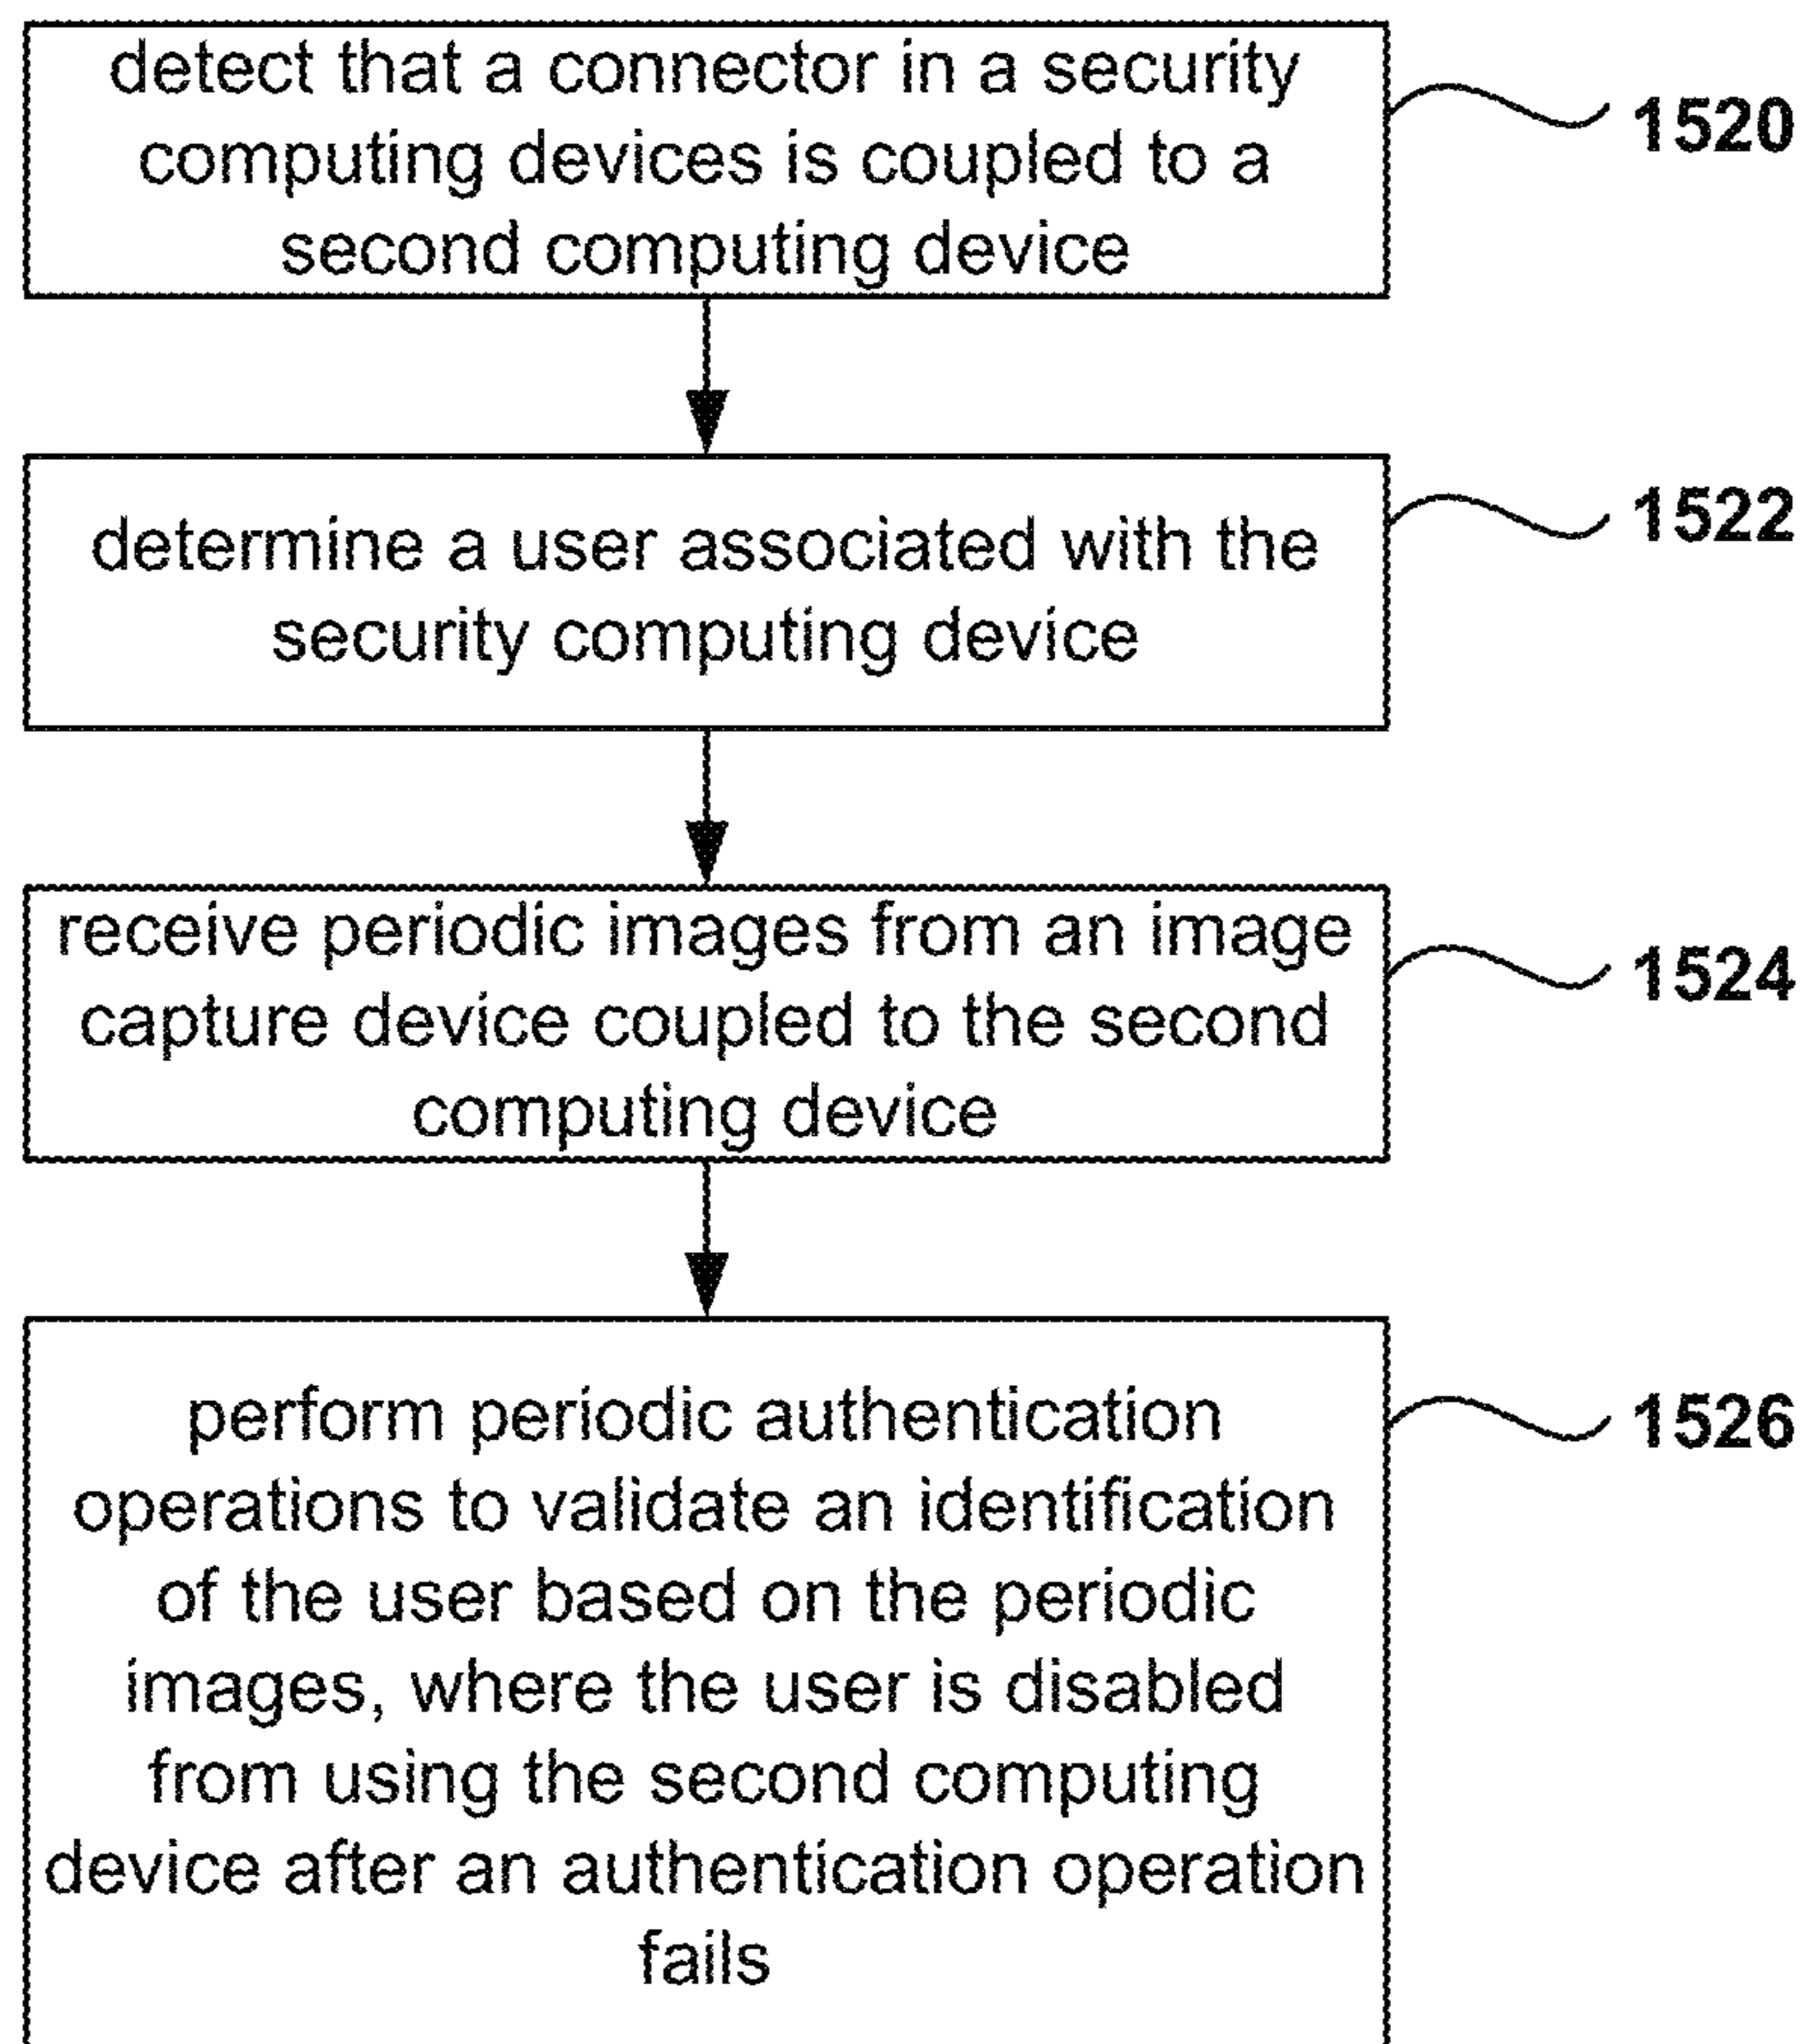 detect that a connector in a security
computing devices is coupled to a
second computing device
1520
determine a user associated with the
security computing device
1522
receive periodic images from an image
capture device coupled to the second
computing device
1524
perform periodic authentication
operations to validate an identification
of the user based on the periodic
images, where the user is disabled
from using the second computing
device after an authentication operation
fails
1526